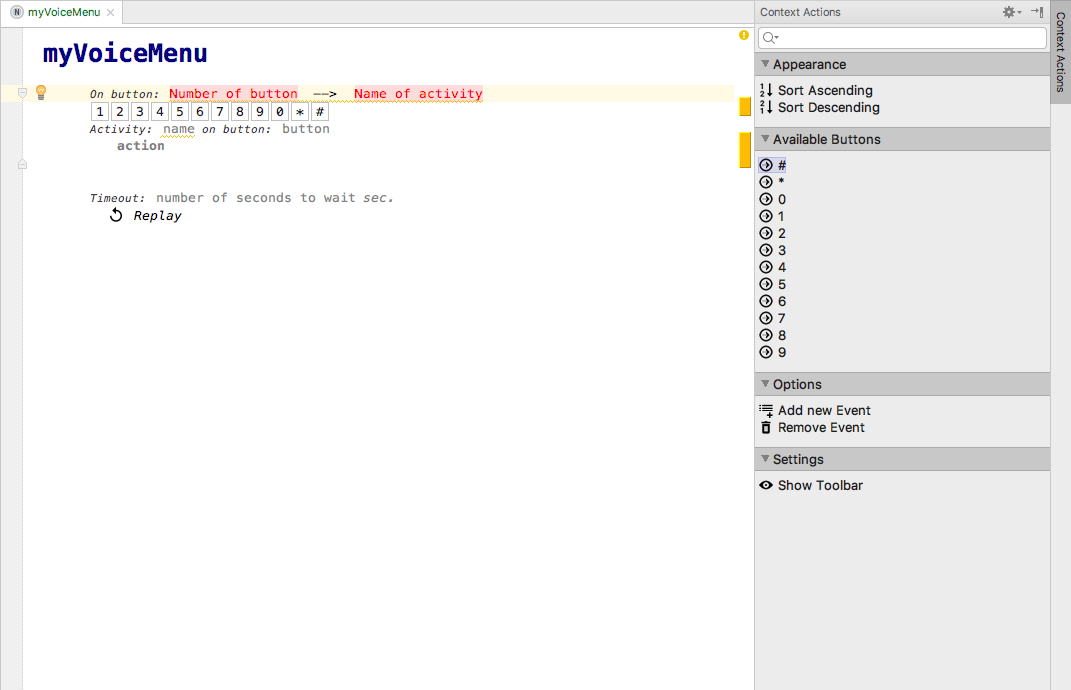 N myVoiceMenu
myVoiceMenu
On button: Number of button --> Name of activity
1 2 3 4 5 6 7 8 9 0 * #
Activity: name on button: button
action
Timeout: number of seconds to wait sec.
Replay
Context Actions
Appearance
Sort Ascending
Sort Descending
Available Buttons
#
*
0
1
2
3
4
5
6
7
8
9
Options
Add new Event
Remove Event
Settings
Show Toolbar
Context Actions